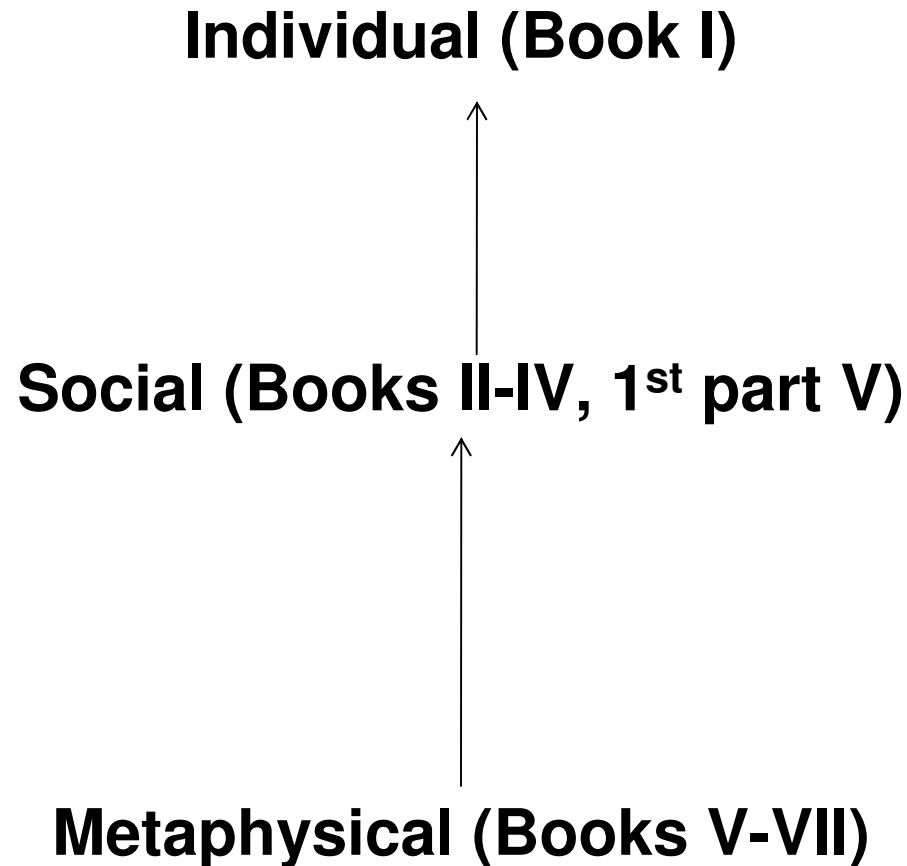 Individual (Book I)
Social (Books II-IV, 1st part V)
Metaphysical (Books V-VII)